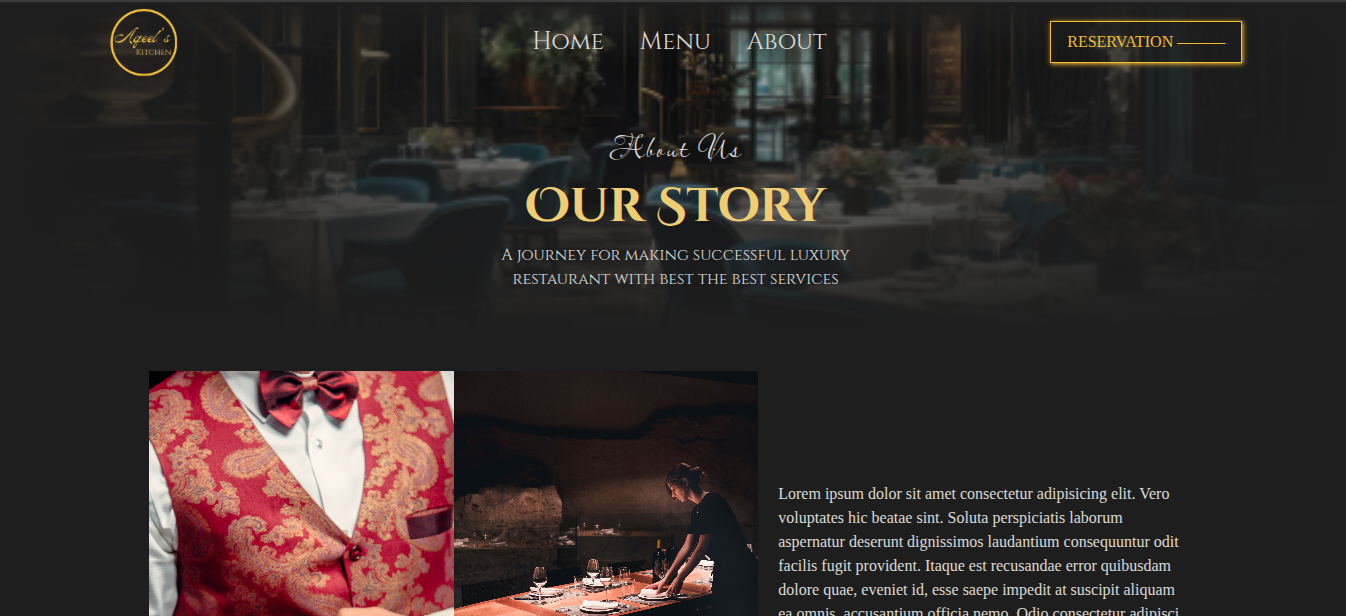 Aqeel's
KITCHEN
HOME MENU ABOUT
RESERVATION
About Us
OUR STORY
A JOURNEY FOR MAKING SUCCESSFUL LUXURY
RESTAURANT WITH BEST THE BEST SERVICES
Lorem ipsum dolor sit amet consectetur adipisicing elit. Vero
voluptates hic beatae sint. Soluta perspiciatis laborum
aspernatur deserunt dignissimos laudantium consequuntur odit
facilis fugit provident. Itaque est recusandae error quibusdam
dolore quae, eveniet id, esse saepe impedit at suscipit aliquam
ea omnis, accusantium officia nemo. Odio consectetur adipisci